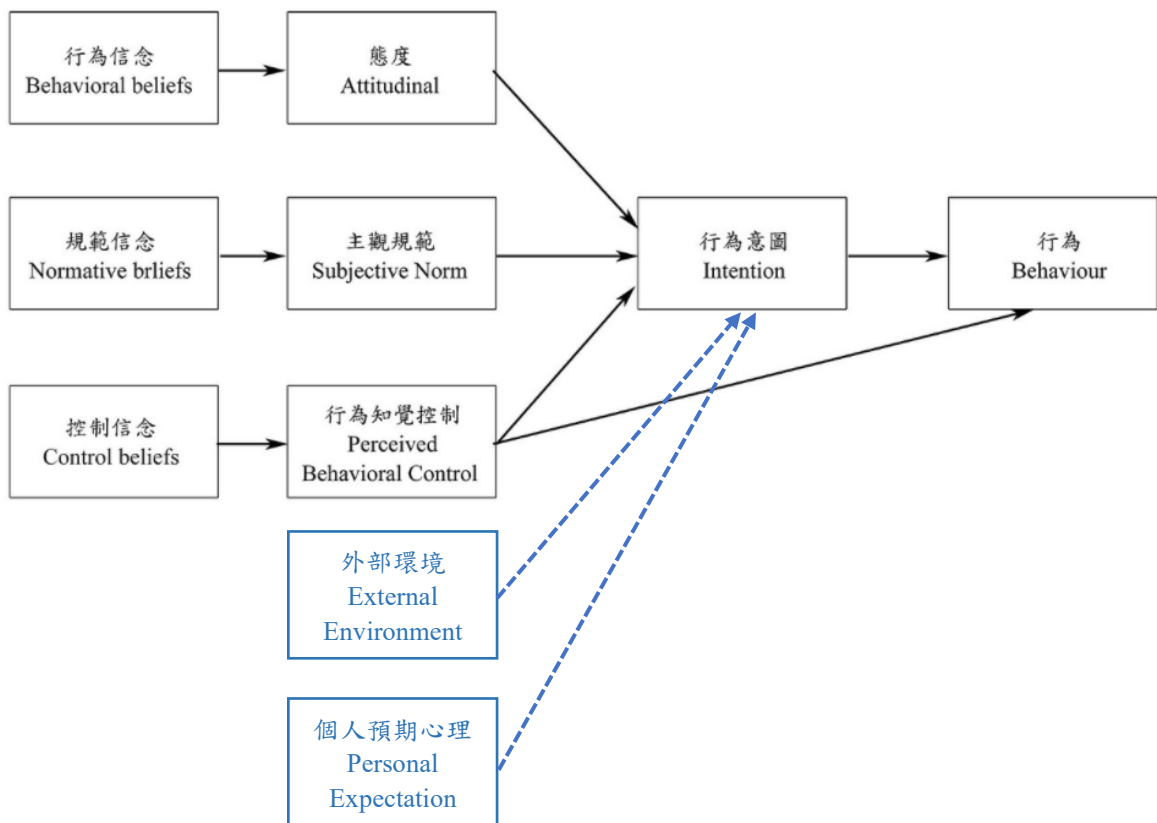 行為信念
Behavioral beliefs
態度
Attitudinal
規範信念
Normative brliefs
主觀規範
Subjective Norm
行為意圖
Intention
行為
Behaviour
控制信念
Control beliefs
行為知覺控制
Perceived
Behavioral Control
外部環境
External
Environment
個人預期心理
Personal
Expectation